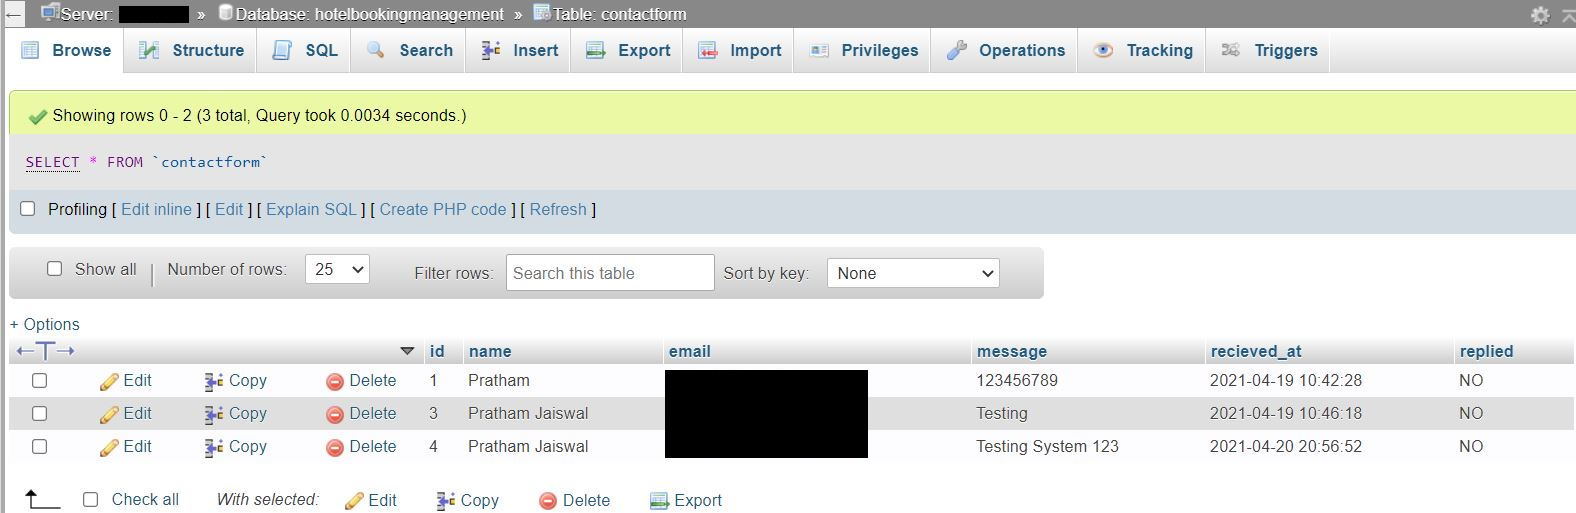 Server: » Database: hotelbookingmanagement » Table: contactform
Browse Structure SQL Search Insert Export Import Privileges Operations Tracking Triggers
Showing rows 0 - 2 (3 total, Query took 0.0034 seconds.)
SELECT * FROM `contactform`
Profiling [ Edit inline ] [ Edit ] [ Explain SQL ] [ Create PHP code ] [ Refresh ]
Show all | Number of rows: 25 Filter rows: Search this table Sort by key: None
+ Options
←T→ id name email message recieved_at replied
Edit Copy Delete 1 Pratham 123456789 2021-04-19 10:42:28 NO
Edit Copy Delete 3 Pratham Jaiswal Testing 2021-04-19 10:46:18 NO
Edit Copy Delete 4 Pratham Jaiswal Testing System 123 2021-04-20 20:56:52 NO
Check all With selected: Edit Copy Delete Export